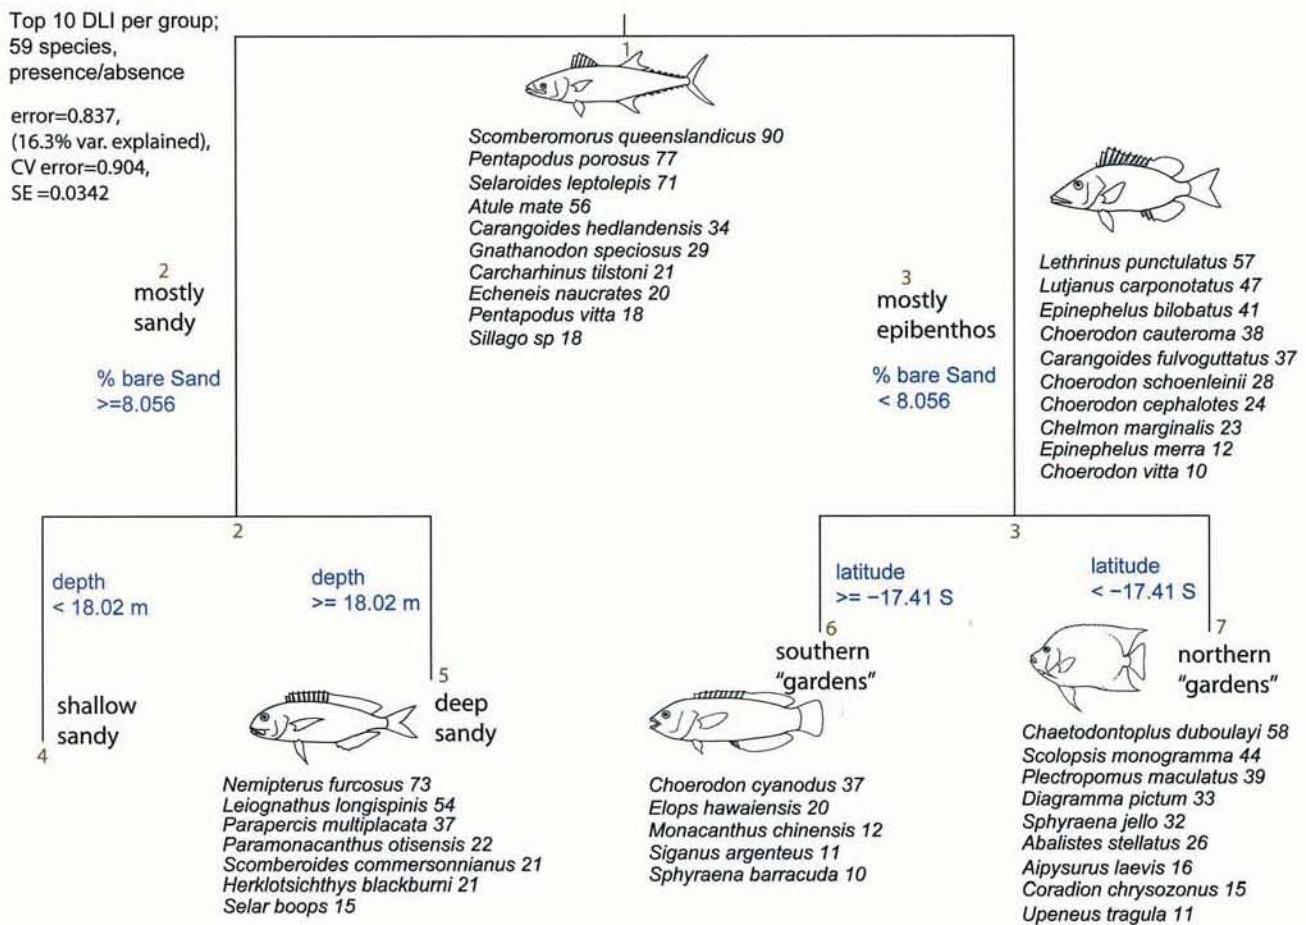 Top 10 DLI per group;
59 species,
presence/absence
error=0.837,
(16.3% var. explained),
CV error=0.904,
SE =0.0342
1
Scomberomorus queenslandicus 90
Pentapodus porosus 77
Selaroides leptolepis 71
Atule mate 56
Carangoides hedlandensis 34
Gnathanodon speciosus 29
Carcharhinus tilstoni 21
Echeneis naucrates 20
Pentapodus vitta 18
Sillago sp 18
2
mostly
sandy
% bare Sand
>=8.056
3
mostly
epibenthos
% bare Sand
< 8.056
Lethrinus punctulatus 57
Lutjanus carponotatus 47
Epinephelus bilobatus 41
Choerodon cauteroma 38
Carangoides fulvoguttatus 37
Choerodon schoenleinii 28
Choerodon cephalotes 24
Chelmon marginalis 23
Epinephelus merra 12
Choerodon vitta 10
2
depth
< 18.02 m
depth
>= 18.02 m
shallow
sandy
4
5
deep
sandy
Nemipterus furcosus 73
Leiognathus longispinis 54
Parapercis multiplacata 37
Paramonacanthus otisensis 22
Scomberoides commersonnianus 21
Herklotsichthys blackburni 21
Selar boops 15
3
latitude
>= −17.41 S
latitude
< −17.41 S
6
southern
"gardens"
Choerodon cyanodus 37
Elops hawaiensis 20
Monacanthus chinensis 12
Siganus argenteus 11
Sphyraena barracuda 10
7
northern
"gardens"
Chaetodontoplus duboulayi 58
Scolopsis monogramma 44
Plectropomus maculatus 39
Diagramma pictum 33
Sphyraena jello 32
Abalistes stellatus 26
Aipysurus laevis 16
Coradion chrysozonus 15
Upeneus tragula 11